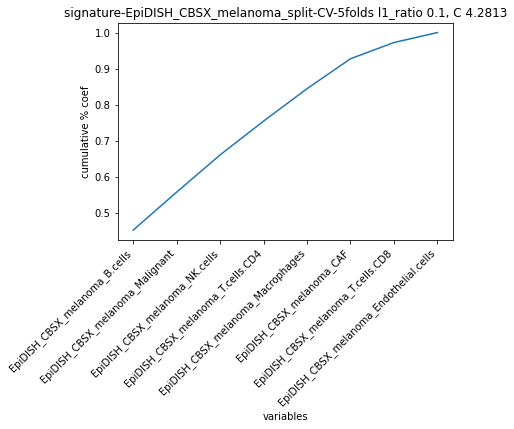 signature-EpiDISH_CBSX_melanoma_split-CV-5folds l1_ratio 0.1, C 4.2813
cumulative % coef
1.0
0.9
0.8
0.7
0.6
0.5
EpiDISH_CBSX_melanoma_B.cells
EpiDISH_CBSX_melanoma_Malignant
EpiDISH_CBSX_melanoma_NK.cells
EpiDISH_CBSX_melanoma_T.cells.CD4
EpiDISH_CBSX_melanoma_Macrophages
EpiDISH_CBSX_melanoma_CAF
EpiDISH_CBSX_melanoma_T.cells.CD8
EpiDISH_CBSX_melanoma_Endothelial.cells
variables